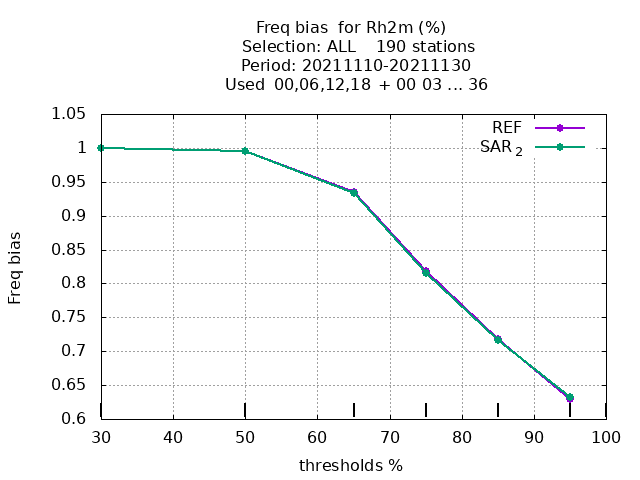 Freq bias  for Rh2m (%)
Selection: ALL    190 stations
Period: 20211110-20211130
Used  00,06,12,18  + 00 03 ... 36
REF
SAR 2
1.05
1
0.95
0.9
0.85
0.8
0.75
0.7
0.65
0.6
Freq bias
30 40 50 60 70 80 90 100
thresholds %